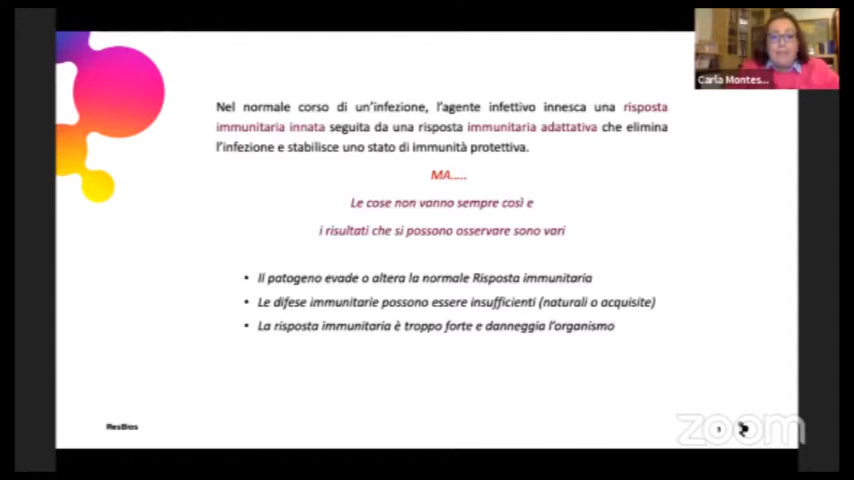 Carla Montes...
Nel normale corso di un'infezione, l'agente infettivo innesca una risposta
immunitaria innata seguita da una risposta immunitaria adattativa che elimina
l'infezione e stabilisce uno stato di immunità protettiva.
MA.....
Le cose non vanno sempre così e
i risultati che si possono osservare sono vari
• Il patogeno evade o altera la normale Risposta immunitaria
• Le difese immunitarie possono essere insufficienti (naturali o acquisite)
• La risposta immunitaria è troppo forte e danneggia l'organismo
ResBios
3
zoom